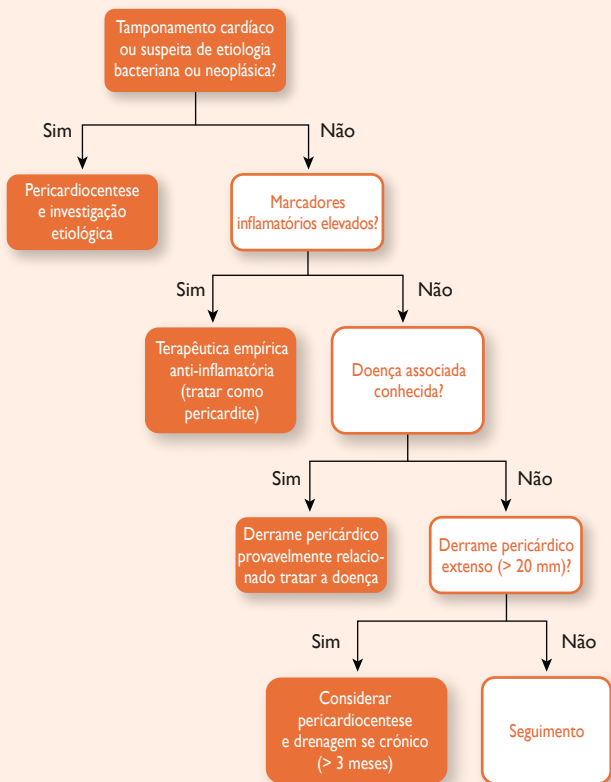 Tamponamento cardíaco
ou suspeita de etiologia
bacteriana ou neoplásica?
Sim
Não
Pericardiocentese
e investigação
etiológica
Marcadores
inflamatórios elevados?
Sim
Não
Terapêutica empírica
anti-inflamatória
(tratar como
pericardite)
Doença associada
conhecida?
Sim
Não
Derrame pericárdico
provavelmente relacio-
nado tratar a doença
Derrame pericárdico
extenso (> 20 mm)?
Sim
Não
Considerar
pericardiocentese
e drenagem se crónico
(> 3 meses)
Seguimento